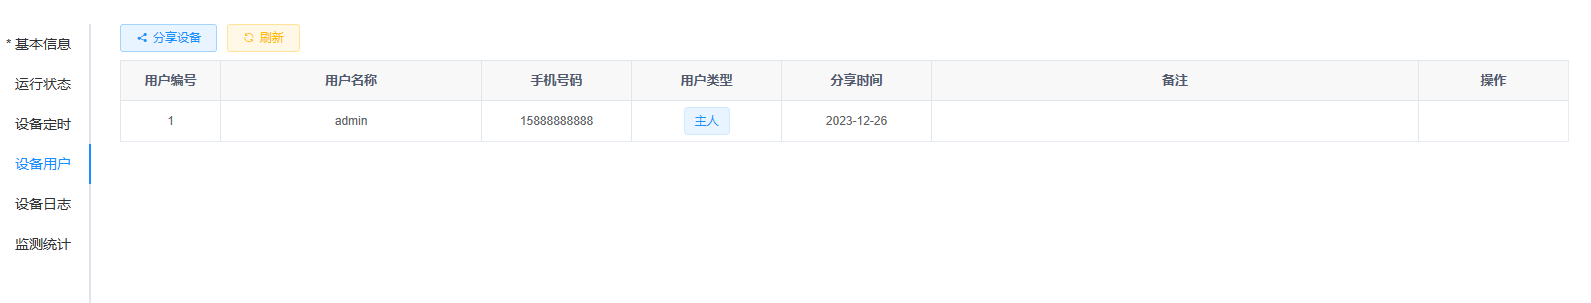 * 基本信息
运行状态
设备定时
设备用户
设备日志
监测统计
分享设备 刷新
用户编号 用户名称 手机号码 用户类型 分享时间 备注 操作
1 admin 15888888888 主人 2023-12-26